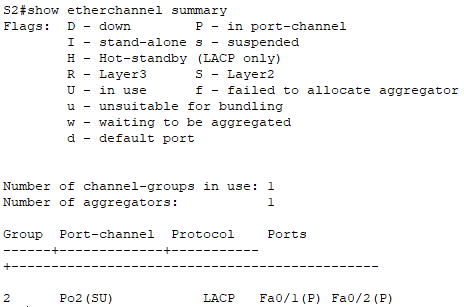 S2#show etherchannel summary
Flags:  D - down        P - in port-channel
        I - stand-alone s - suspended
        H - Hot-standby (LACP only)
        R - Layer3      S - Layer2
        U - in use      f - failed to allocate aggregator
        u - unsuitable for bundling
        w - waiting to be aggregated
        d - default port
Number of channel-groups in use: 1
Number of aggregators:           1
Group  Port-channel  Protocol    Ports
------+-------------+-----------
+----------------------------------------------
2      Po2(SU)           LACP   Fa0/1(P) Fa0/2(P)